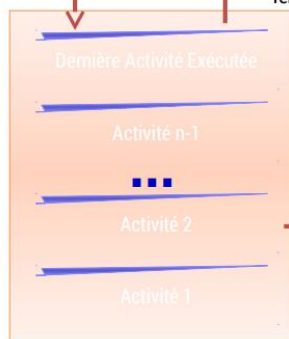 Dernière Activité Exécutée
Activité n-1
...
Activité 2
Activité 1